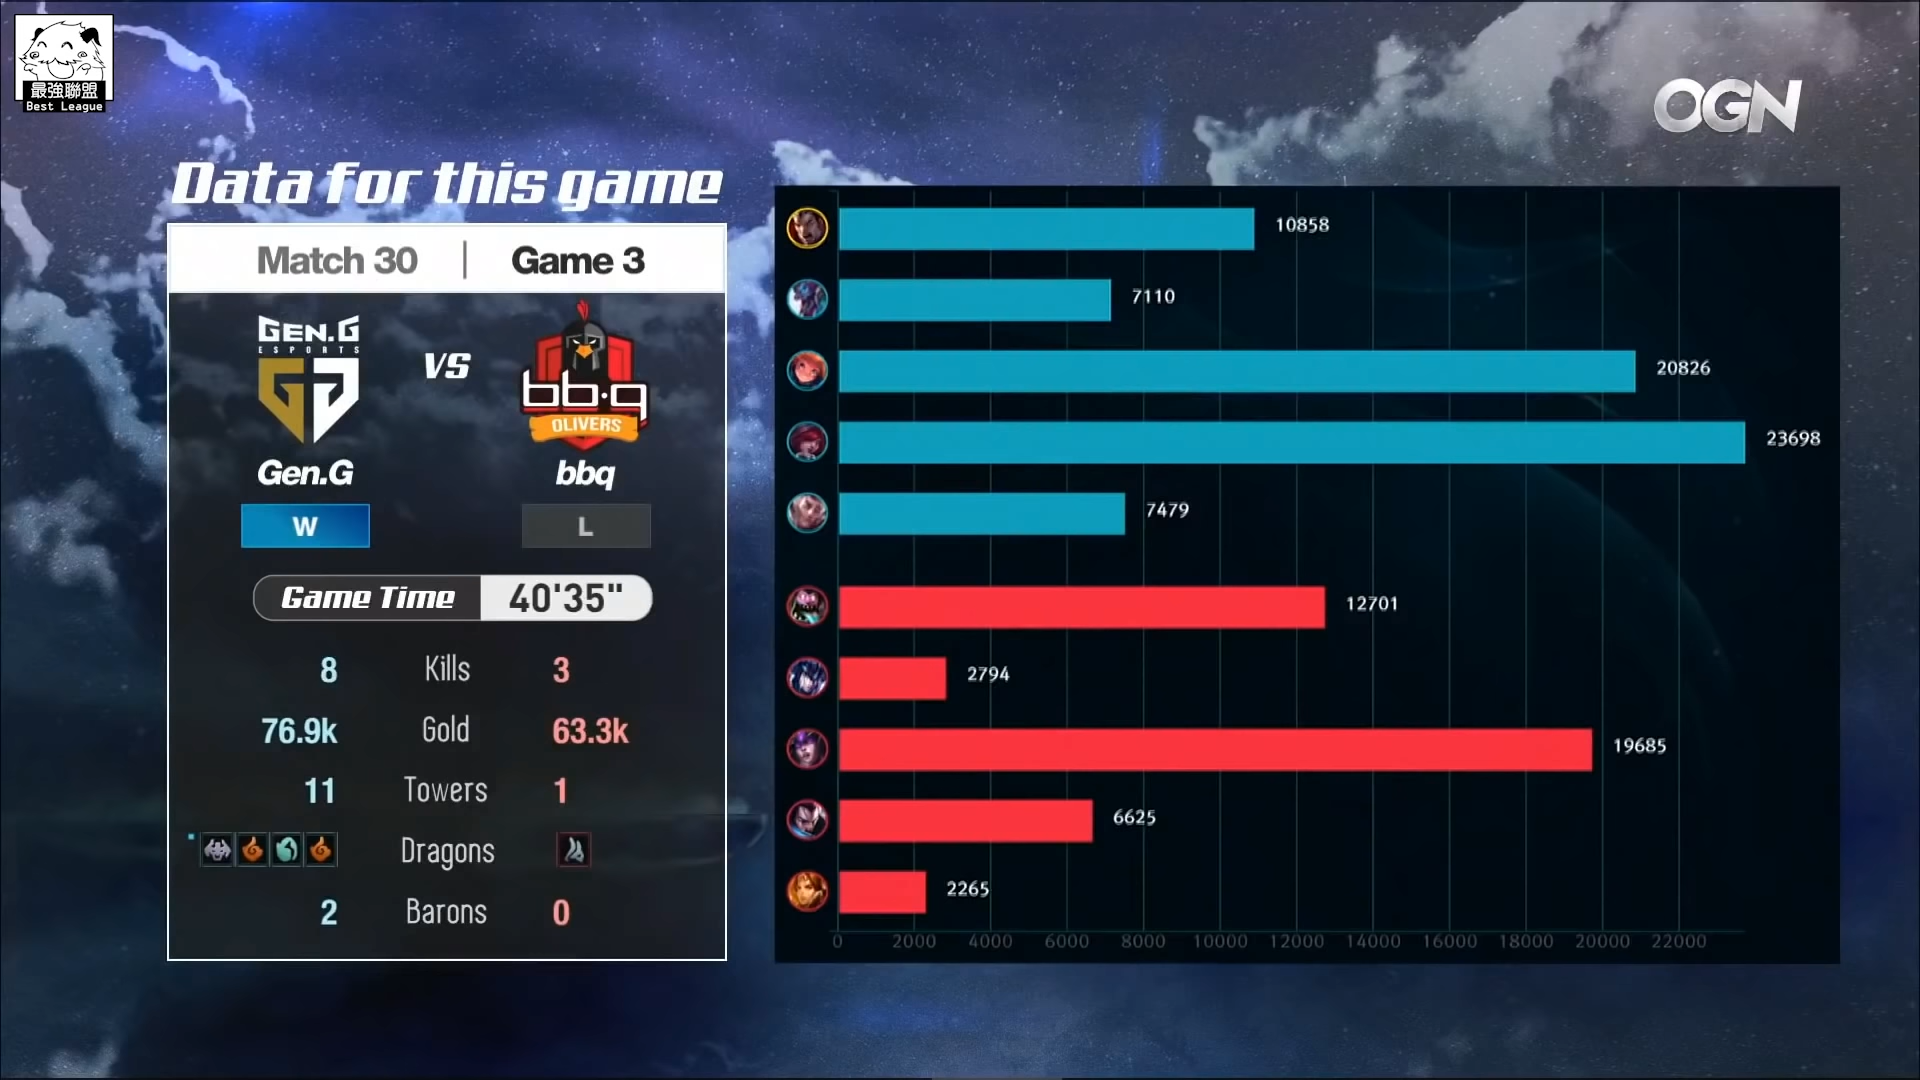 最強聯盟
Best League
OGN
Data for this game
Match 30 | Game 3
GEN.G
ESPORTS
VS
bb.q
OLIVERS
Gen.G
bbq
W
L
Game Time 40'35"
8 Kills 3
76.9k Gold 63.3k
11 Towers 1
Dragons
2 Barons 0
10858
7110
20826
23698
7479
12701
2794
19685
6625
2265
0 2000 4000 6000 8000 10000 12000 14000 16000 18000 20000 22000